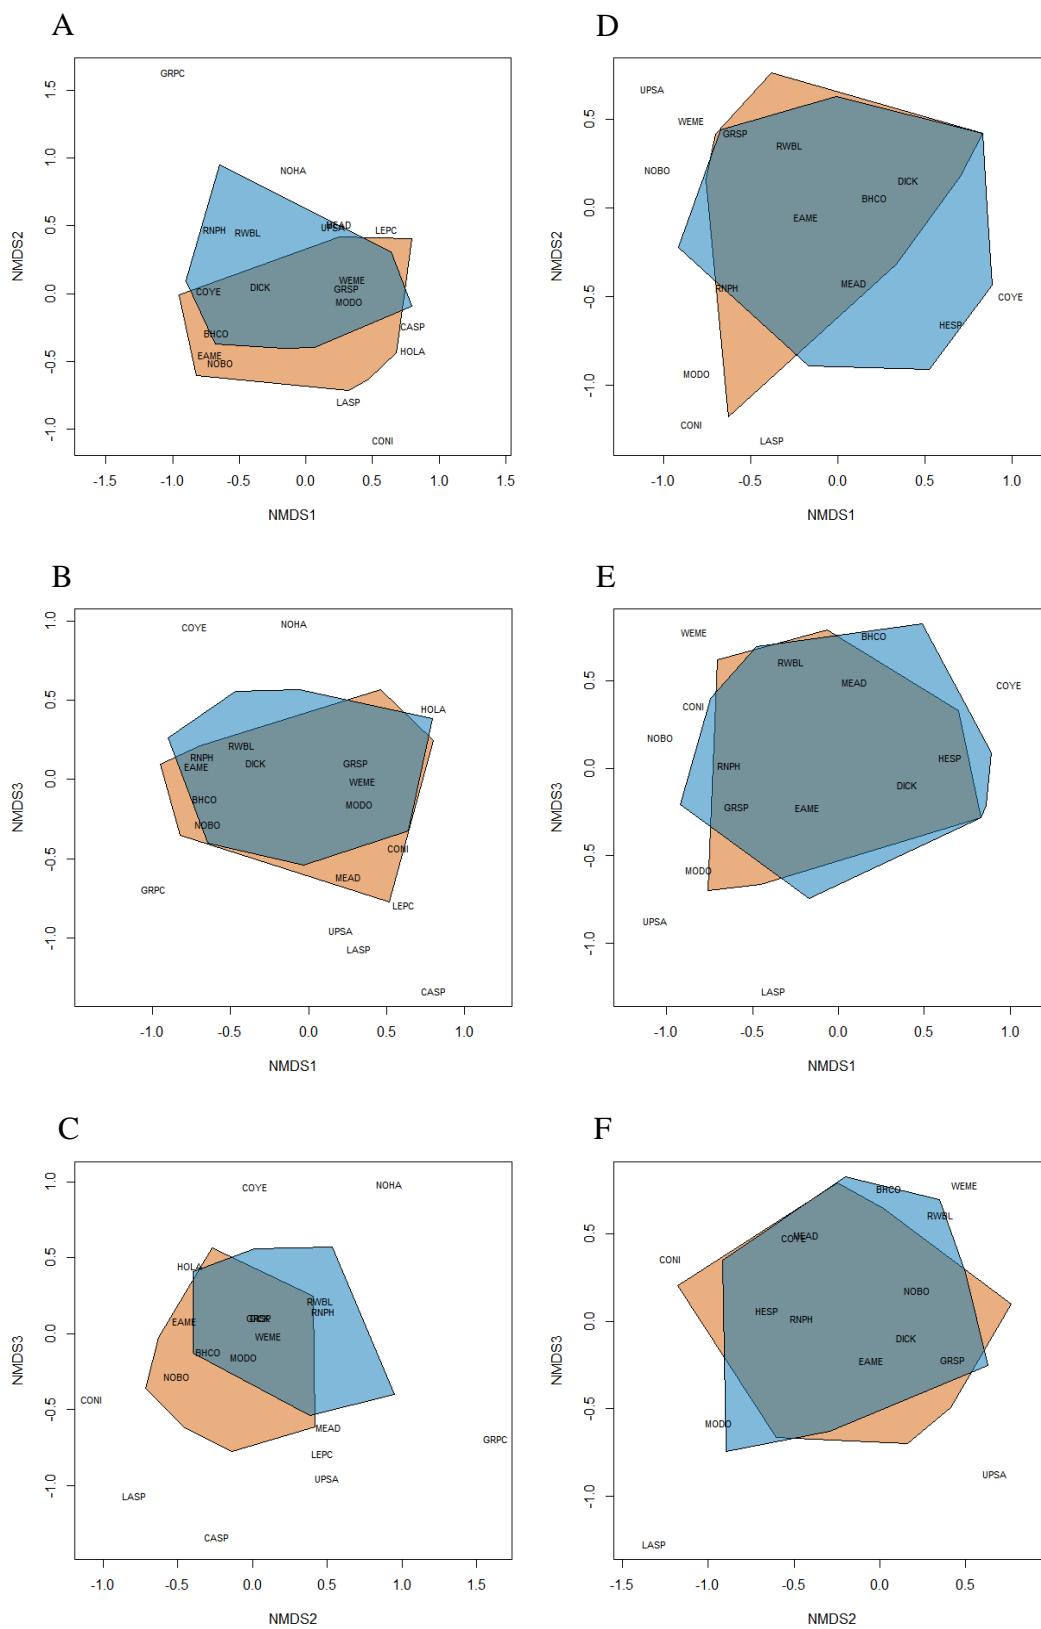 A
GRPC
NOHA
RNPH
RWBL
UPSA
MEAD
LEPC
COYE
DICK
WEME
GRSP
MODO
BHCO
CASP
EAME
NOBO
HOLA
LASP
CONI
NMDS2
-1.0 -0.5 0.0 0.5 1.0 1.5
-1.5 -1.0 -0.5 0.0 0.5 1.0 1.5
NMDS1
D
UPSA
WEME
GRSP
RWBL
NOBO
DICK
BHCO
EAME
RNPH
MEAD
COYE
HESP
MODO
CONI
LASP
NMDS2
-1.0 -0.5 0.0 0.5
-1.0 -0.5 0.0 0.5 1.0
NMDS1
B
COYE
NOHA
HOLA
RWBL
RNPH
EAME
DICK
GRSP
WEME
BHCO
MODO
NOBO
CONI
MEAD
GRPC
LEPC
UPSA
LASP
CASP
NMDS3
-1.0 -0.5 0.0 0.5 1.0
-1.0 -0.5 0.0 0.5 1.0
NMDS1
E
WEME
BHCO
RWBL
MEAD
COYE
CONI
NOBO
HESP
RNPH
DICK
GRSP
EAME
MODO
UPSA
LASP
NMDS3
-1.0 -0.5 0.0 0.5
-1.0 -0.5 0.0 0.5 1.0
NMDS1
C
COYE
NOHA
HOLA
RWBL
RNPH
EAME
GRSP
WEME
BHCO
MODO
NOBO
CONI
MEAD
GRPC
LEPC
UPSA
LASP
CASP
NMDS3
-1.0 -0.5 0.0 0.5 1.0
-1.0 -0.5 0.0 0.5 1.0 1.5
NMDS2
F
BHCO
WEME
RWBL
COYE
MEAD
CONI
NOBO
HESP
RNPH
DICK
EAME
GRSP
MODO
UPSA
LASP
NMDS3
-1.0 -0.5 0.0 0.5
-1.5 -1.0 -0.5 0.0 0.5
NMDS2